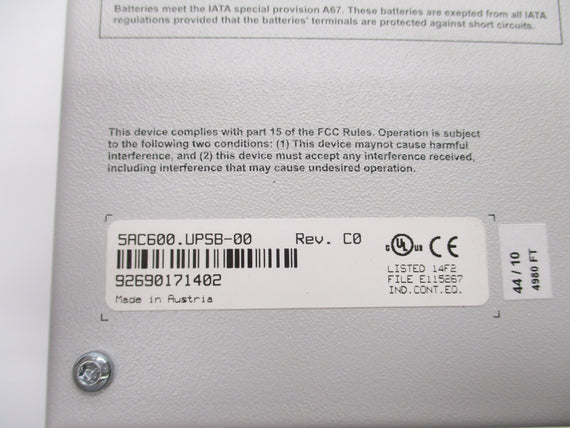 Batteries meet the IATA special provision A67. These batteries are exepted from all IATA
regulations provided that the batteries' terminals are protected against short circuits.
This device complies with part 15 of the FCC Rules. Operation is subject
to the following two conditions: (1) This device maynot cause harmful
interference, and (2) this device must accept any interference received,
including interference that may cause undesired operation.
5AC600.UPSB-00 Rev. C0
92690171402
Made in Austria
c UL US CE
LISTED 14F2
FILE E115267
IND.CONT.EQ.
44 / 10
4980 FT